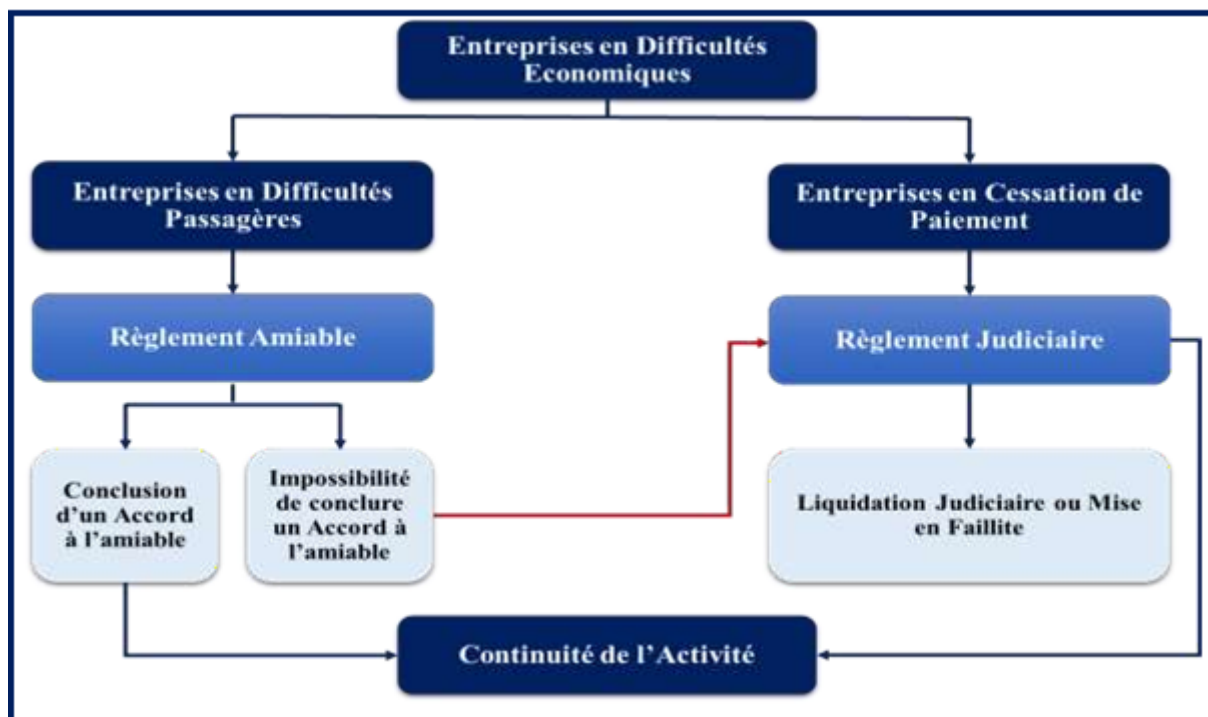 Entreprises en Difficultés
Economiques
Entreprises en Difficultés
Passagères
Entreprises en Cessation de
Paiement
Règlement Amiable
Règlement Judiciaire
Conclusion
d'un Accord
à l'amiable
Impossibilité
de conclure
un Accord à
l'amiable
Liquidation Judiciaire ou Mise
en Faillite
Continuité de l'Activité